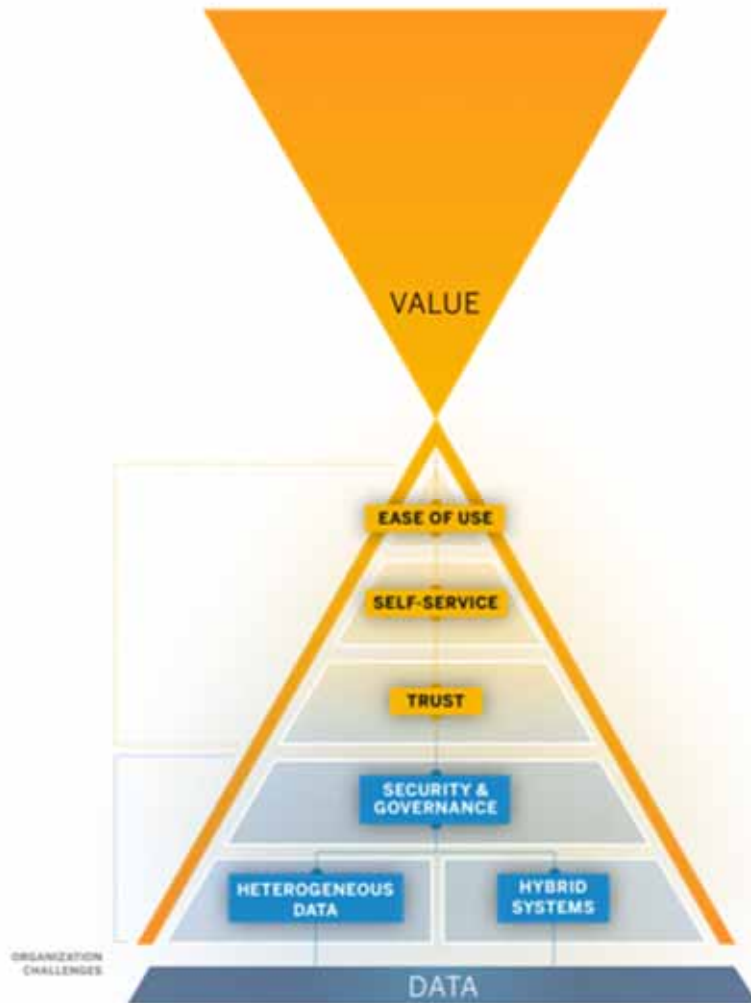 VALUE
EASE OF USE
SELF-SERVICE
TRUST
SECURITY &
GOVERNANCE
HETEROGENEOUS
DATA
HYBRID
SYSTEMS
ORGANIZATION
CHALLENGES
DATA